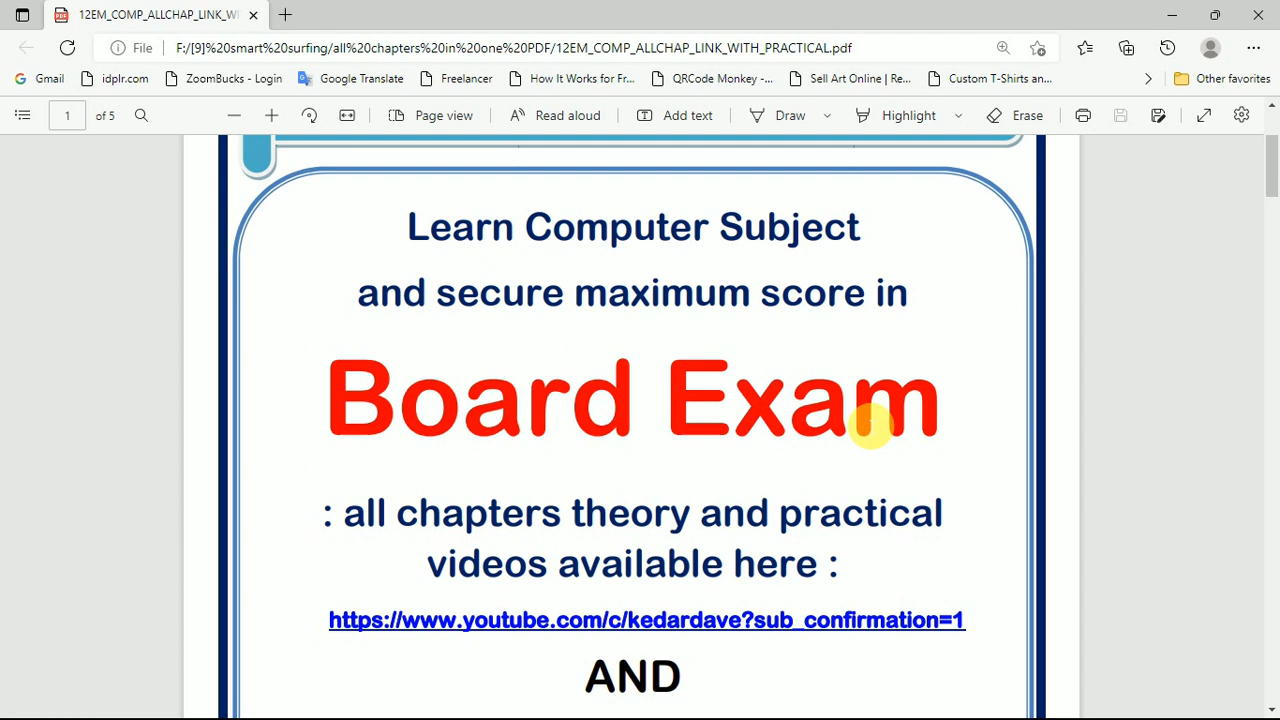 12EM_COMP_ALLCHAP_LINK_W
File F:/[9]%20smart%20surfing/all%20chapters%20in%20one%20PDF/12EM_COMP_ALLCHAP_LINK_WITH_PRACTICAL.pdf
Gmail idplr.com ZoomBucks - Login Google Translate Freelancer How It Works for Fr... QRCode Monkey -... Sell Art Online | Re... Custom T-Shirts an... Other favorites
1 of 5 Page view Read aloud Add text Draw Highlight Erase
Learn Computer Subject
and secure maximum score in
Board Exam
: all chapters theory and practical
videos available here :
https://www.youtube.com/c/kedardave?sub_confirmation=1
AND